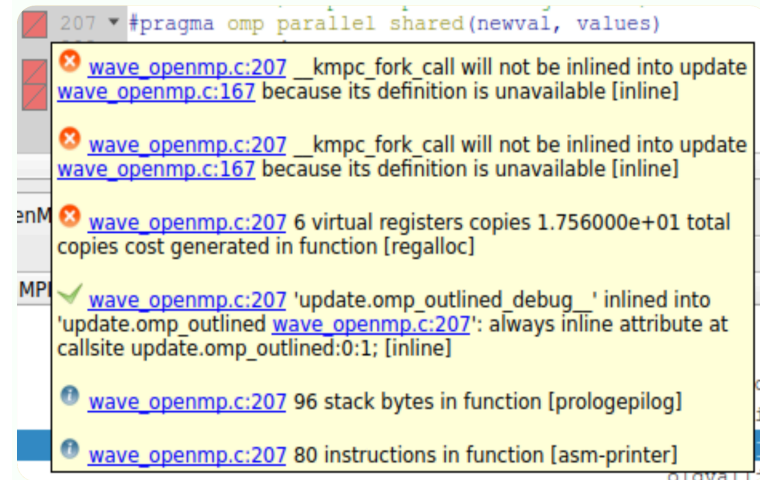 207 #pragma omp parallel shared(newval, values)
wave_openmp.c:207 __kmpc_fork_call will not be inlined into update
wave_openmp.c:167 because its definition is unavailable [inline]
wave_openmp.c:207 __kmpc_fork_call will not be inlined into update
wave_openmp.c:167 because its definition is unavailable [inline]
enM
wave_openmp.c:207 6 virtual registers copies 1.756000e+01 total
copies cost generated in function [regalloc]
MPI
wave_openmp.c:207 'update.omp_outlined_debug__' inlined into
'update.omp_outlined wave_openmp.c:207': always inline attribute at
callsite update.omp_outlined:0:1; [inline]
wave_openmp.c:207 96 stack bytes in function [prologepilog]
wave_openmp.c:207 80 instructions in function [asm-printer]